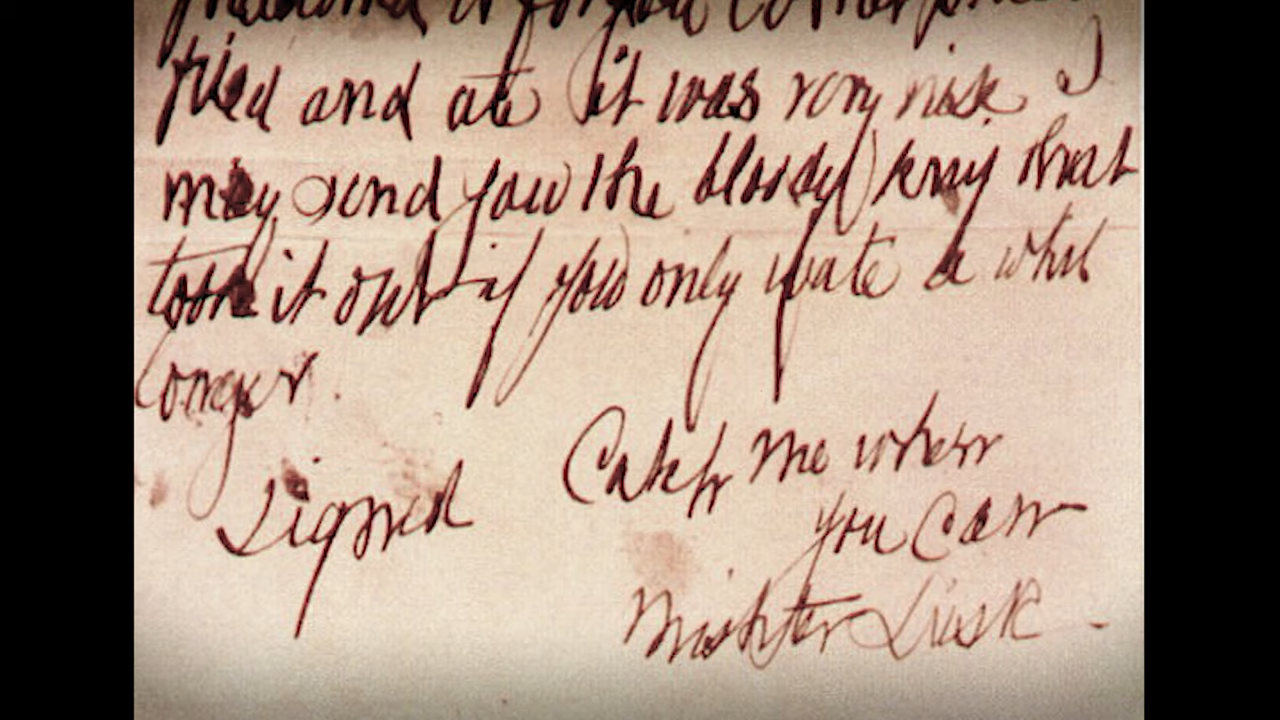 fried and ate it was very nise. I
may send you the bloody knif that
took it out if you only wate a whil
longer.
signed
Catch me when
you can
Mishter Lusk